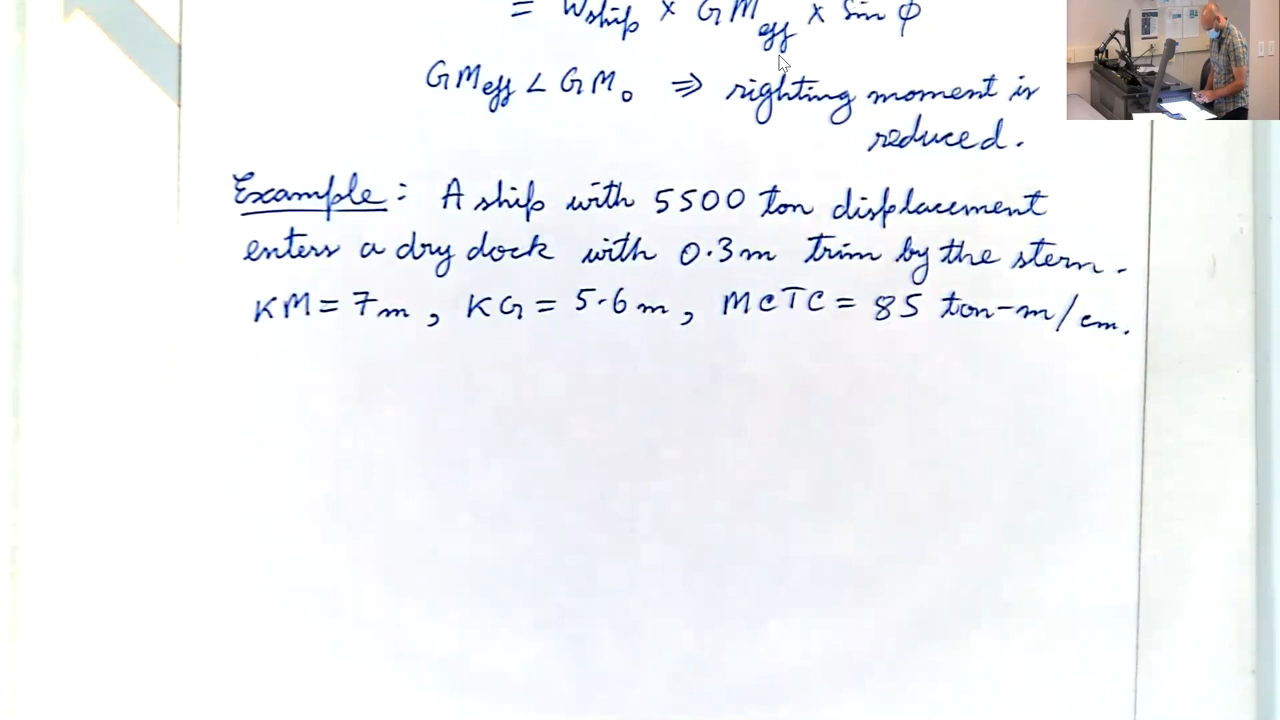 = Wship × GMeff × Sin ϕ
GMeff < GM₀ ⇒ righting moment is
reduced.
Example: A ship with 5500 ton displacement
enters a dry dock with 0.3m trim by the stern.
KM = 7m, KG = 5.6m, MCTC = 85 ton-m/cm.